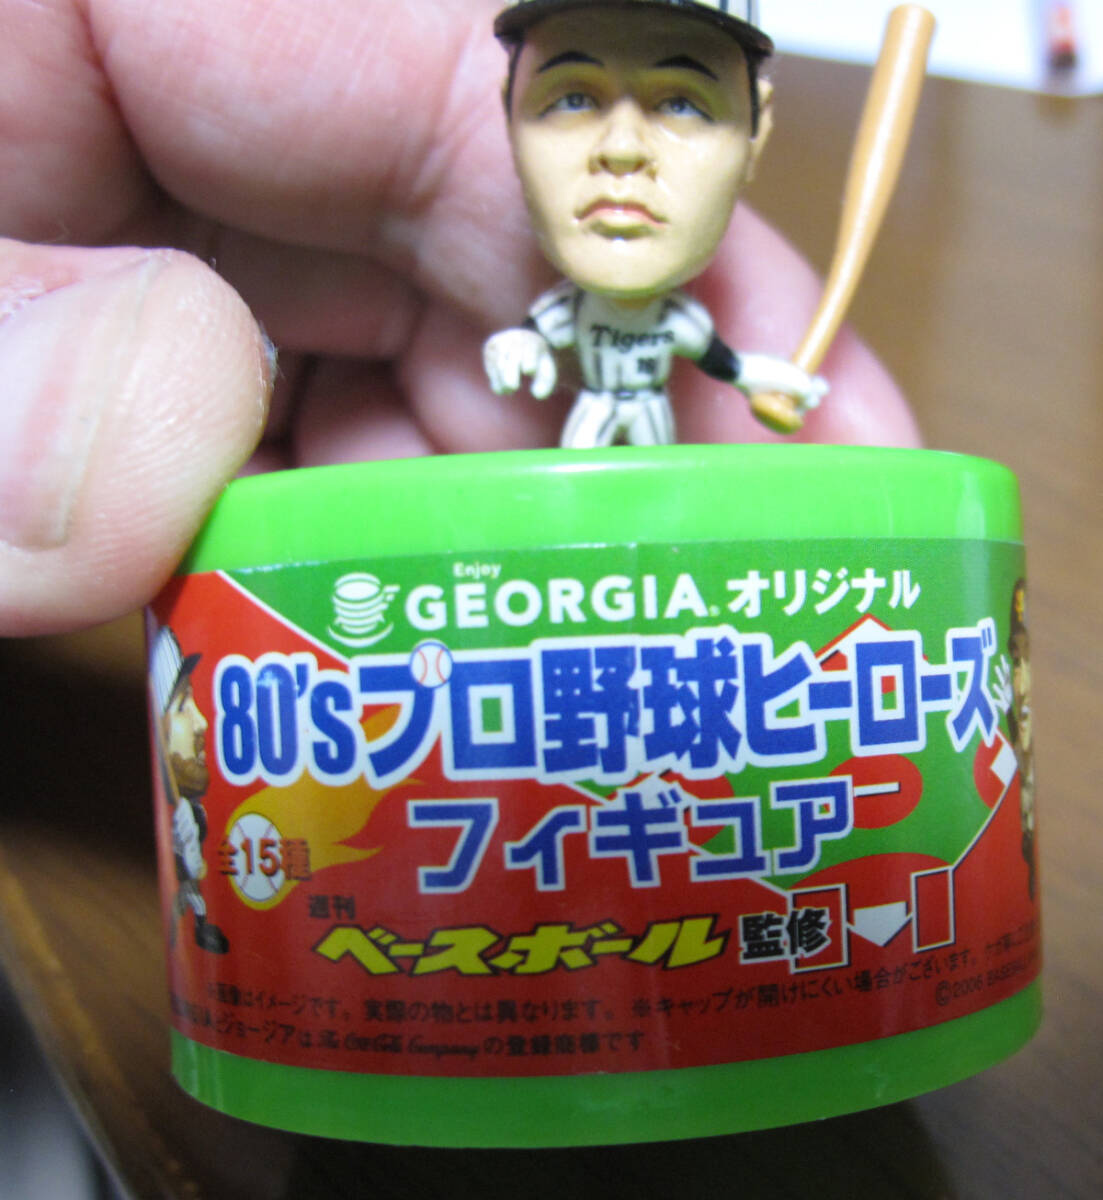 Tigers
Enjoy
GEORGIA オリジナル
80'sプロ野球ヒーローズ
フィギュア
全15種
週刊
ベースボール 監修
※画像はイメージです。実際の物とは異なります。 ※キャップが開けにくい場合がございます。
ジョージアは The Coca-Cola Company の登録商標です
©2006 BASEBALL